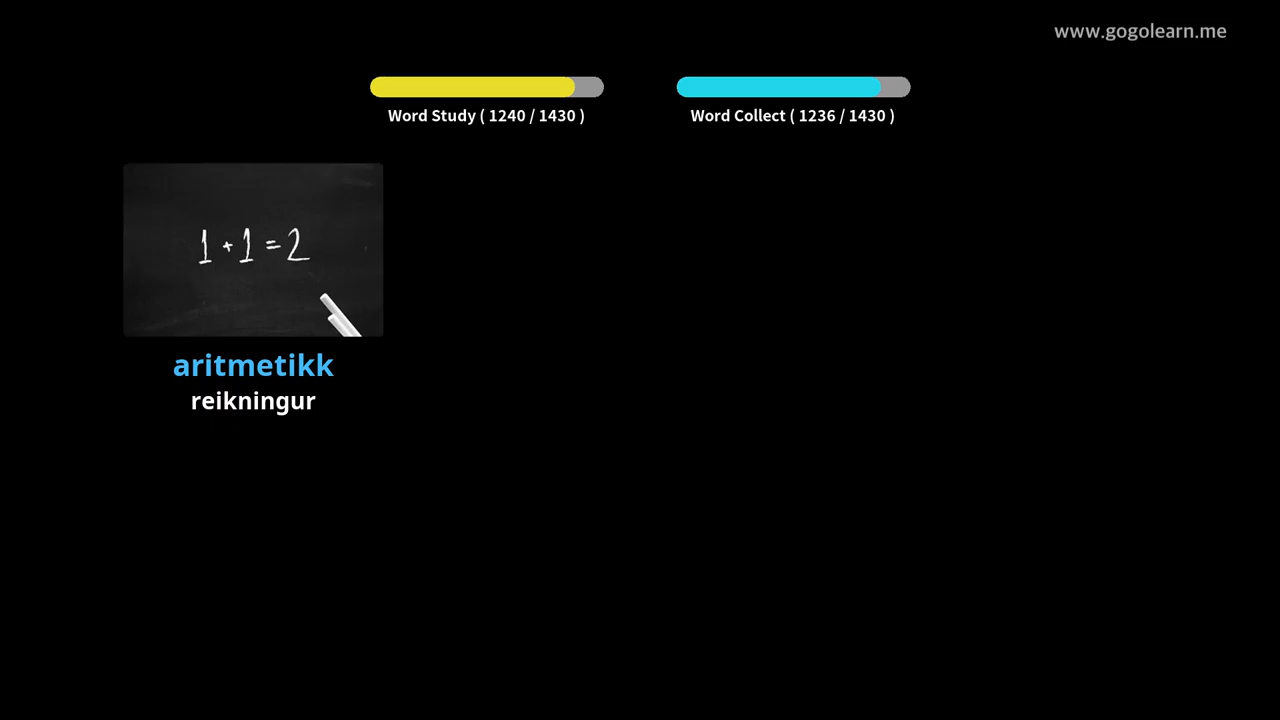 www.gogolearn.me
Word Study ( 1240 / 1430 )
Word Collect ( 1236 / 1430 )
1 + 1 = 2
aritmetikk
reikningur